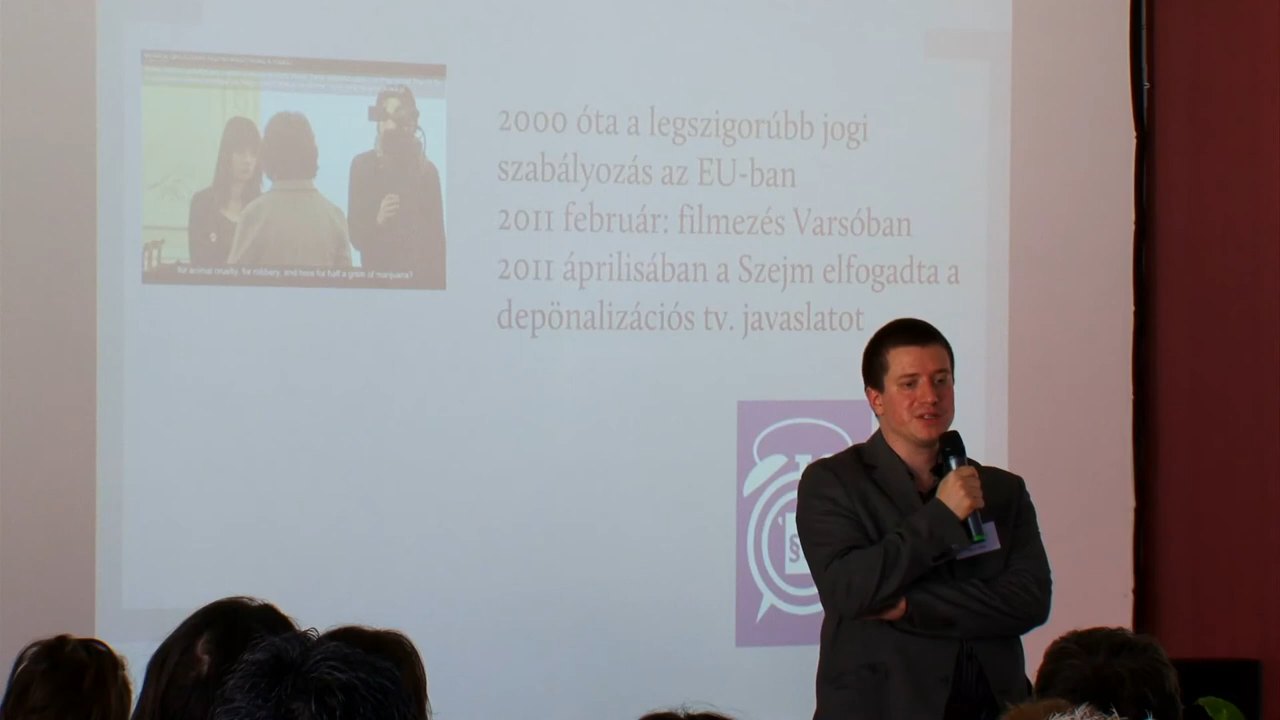 2000 óta a legszigorúbb jogi
szabályozás az EU-ban
2011 február: filmezés Varsóban
2011 áprilisában a Szejm elfogadta a
depönalizációs tv. javaslatot
for animal cruelty, for robbery, and now for half a gram of marijuana?
§